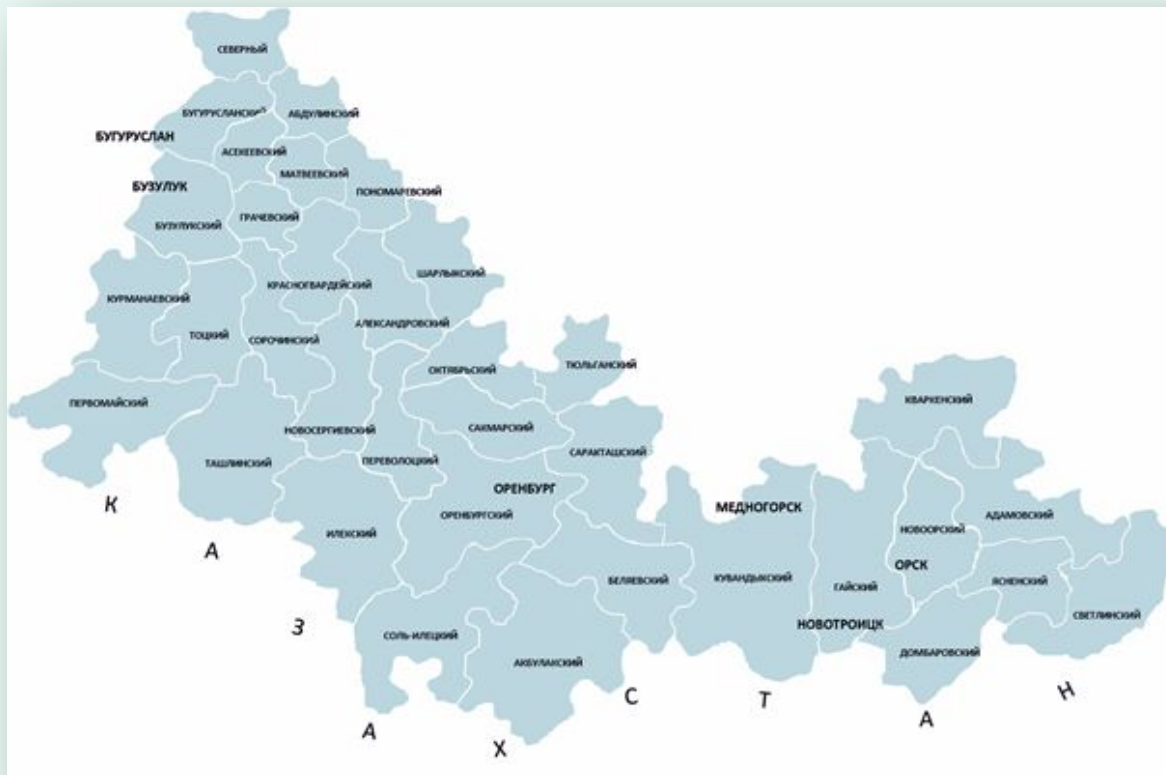 СЕВЕРНЫЙ
БУГУРУСЛАНСКИЙ
АБДУЛИНСКИЙ
БУГУРУСЛАН
АСЕКЕЕВСКИЙ
МАТВЕЕВСКИЙ
БУЗУЛУК
ПОНОМАРЕВСКИЙ
ГРАЧЕВСКИЙ
БУЗУЛУКСКИЙ
ШАРЛЫКСКИЙ
КРАСНОГВАРДЕЙСКИЙ
КУРМАНАЕВСКИЙ
АЛЕКСАНДРОВСКИЙ
ТОЦКИЙ
СОРОЧИНСКИЙ
ТЮЛЬГАНСКИЙ
ОКТЯБРЬСКИЙ
КВАРКЕНСКИЙ
ПЕРВОМАЙСКИЙ
САКМАРСКИЙ
НОВОСЕРГИЕВСКИЙ
САРАКТАШСКИЙ
ТАШЛИНСКИЙ
ПЕРЕВОЛОЦКИЙ
ОРЕНБУРГ
МЕДНОГОРСК
ОРЕНБУРГСКИЙ
АДАМОВСКИЙ
НОВООРСКИЙ
ИЛЕКСКИЙ
ОРСК
БЕЛЯЕВСКИЙ
КУВАНДЫКСКИЙ
ГАЙСКИЙ
ЯСНЕНСКИЙ
СВЕТЛИНСКИЙ
НОВОТРОИЦК
СОЛЬ-ИЛЕЦКИЙ
ДОМБАРОВСКИЙ
АКБУЛАКСКИЙ
К А З А Х С Т А Н